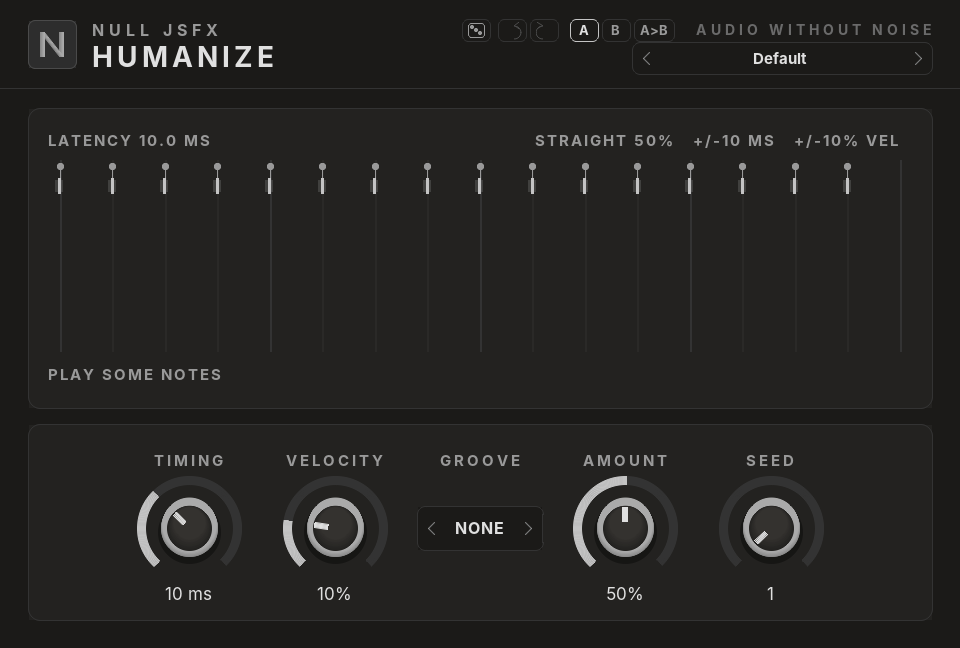 N
NULL JSFX
HUMANIZE
A B A>B
AUDIO WITHOUT NOISE
Default
LATENCY 10.0 MS
STRAIGHT 50% +/-10 MS +/-10% VEL
PLAY SOME NOTES
TIMING VELOCITY GROOVE AMOUNT SEED
NONE
10 ms 10% 50% 1